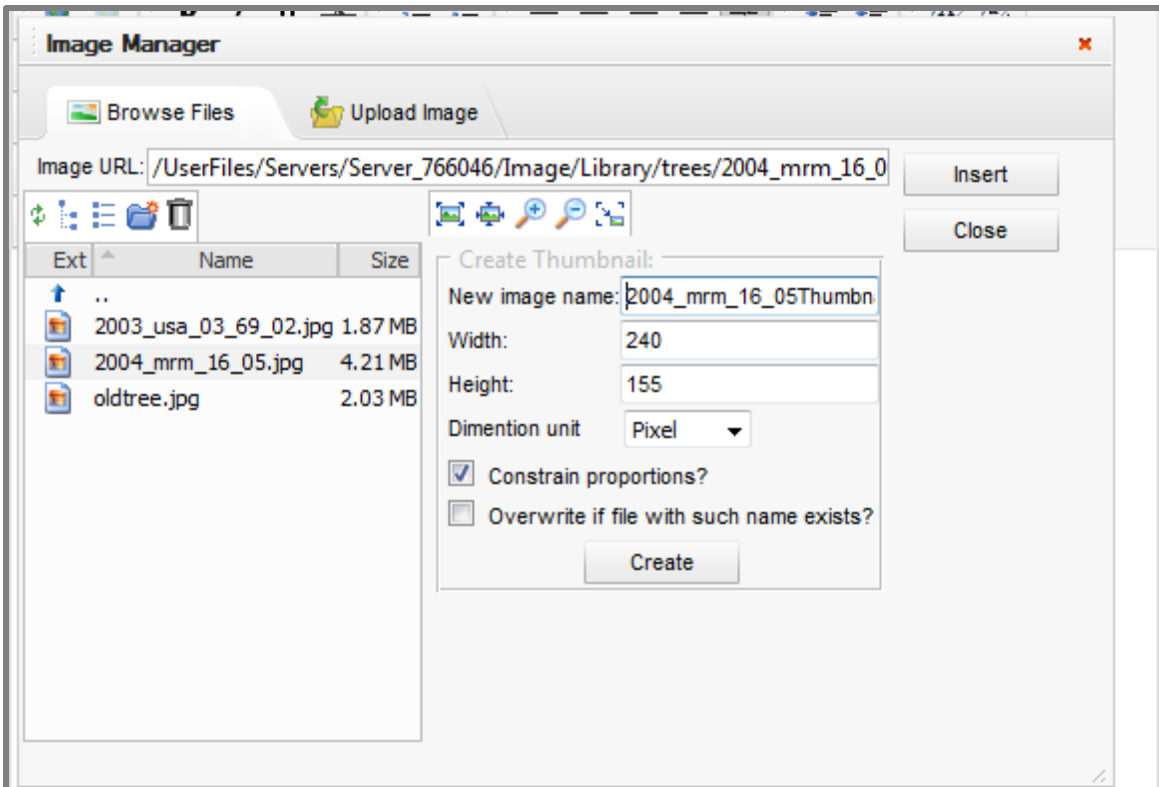 Image Manager
Browse Files
Upload Image
Image URL: /UserFiles/Servers/Server_766046/Image/Library/trees/2004_mrm_16_0
Insert
Close
Ext Name Size
..
2003_usa_03_69_02.jpg 1.87 MB
2004_mrm_16_05.jpg 4.21 MB
oldtree.jpg 2.03 MB
Create Thumbnail:
New image name: 2004_mrm_16_05Thumbn
Width: 240
Height: 155
Dimention unit Pixel
Constrain proportions?
Overwrite if file with such name exists?
Create